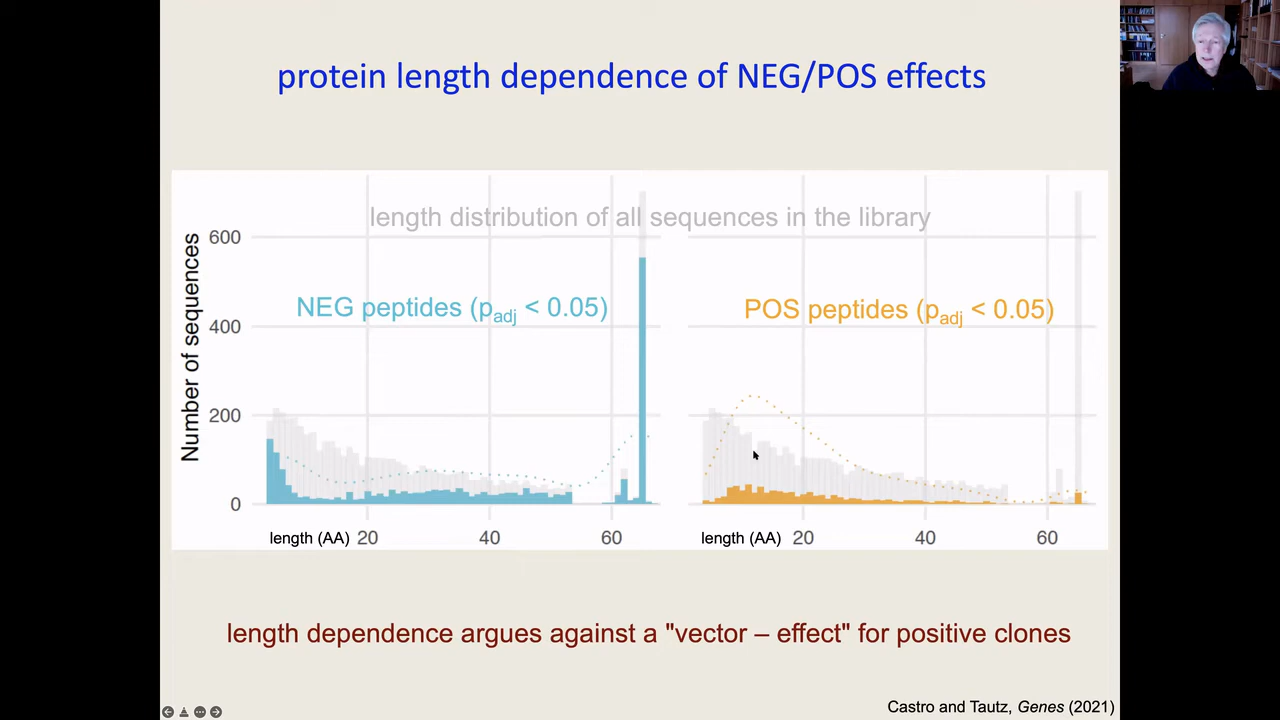 protein length dependence of NEG/POS effects
length distribution of all sequences in the library
Number of sequences
600
400
200
0
NEG peptides (padj < 0.05)
POS peptides (padj < 0.05)
length (AA) 20 40 60
length (AA) 20 40 60
length dependence argues against a "vector – effect" for positive clones
Castro and Tautz, Genes (2021)